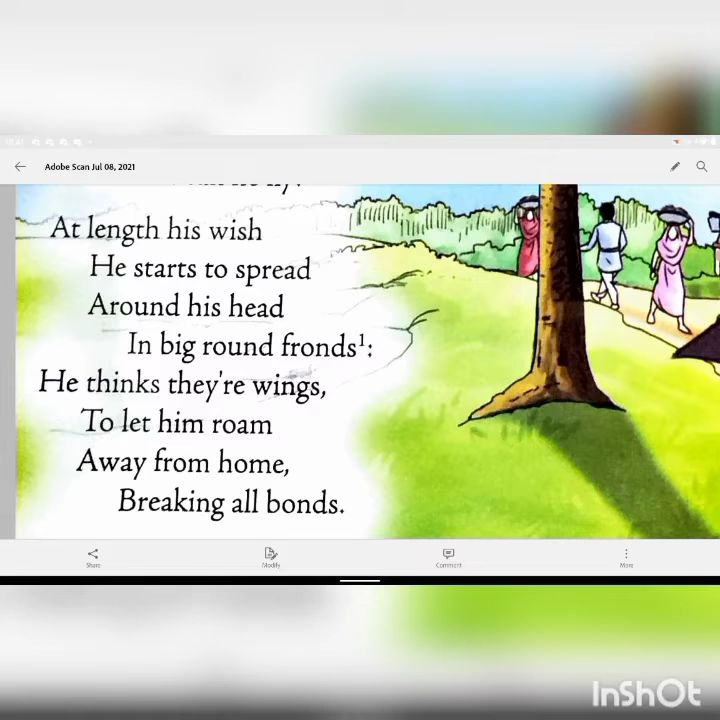 Adobe Scan Jul 08, 2021
At length his wish
He starts to spread
Around his head
In big round fronds¹:
He thinks they're wings,
To let him roam
Away from home,
Breaking all bonds.
Share
Modify
Comment
More
InShOt